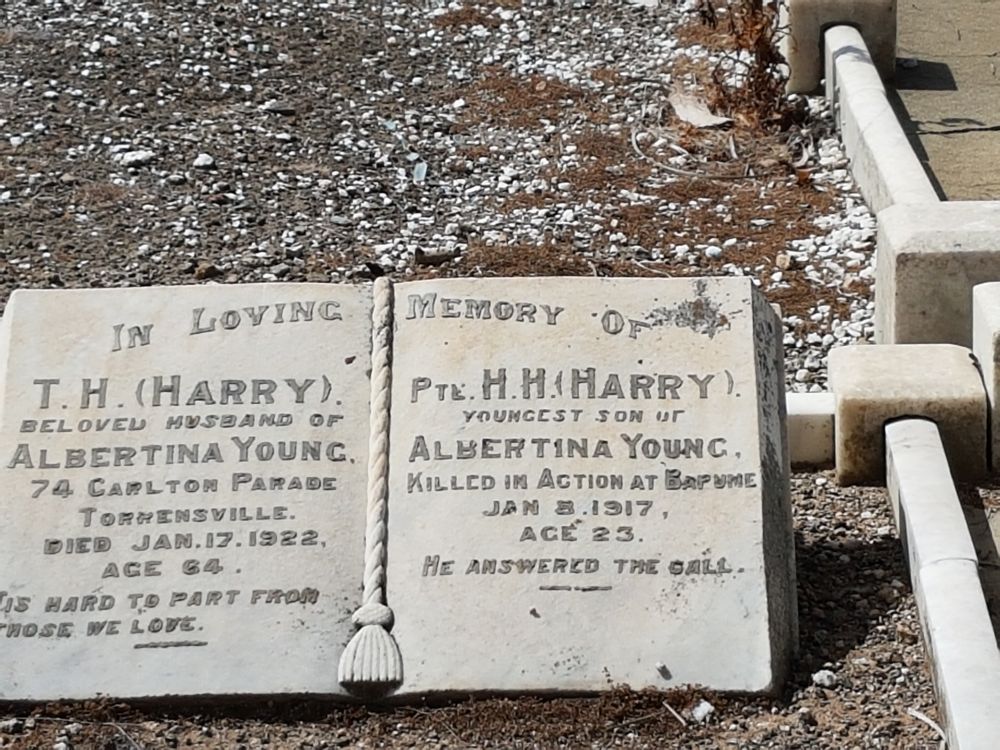 IN LOVING MEMORY OF
T. H. (HARRY).
BELOVED HUSBAND OF
ALBERTINA YOUNG.
74 CARLTON PARADE
TORRENSVILLE.
DIED JAN. 17. 1922,
AGE 64.
'TIS HARD TO PART FROM
THOSE WE LOVE.
PTE. H. H. (HARRY).
YOUNGEST SON OF
ALBERTINA YOUNG,
KILLED IN ACTION AT BAPUME
JAN 8. 1917,
AGE 23.
HE ANSWERED THE CALL.